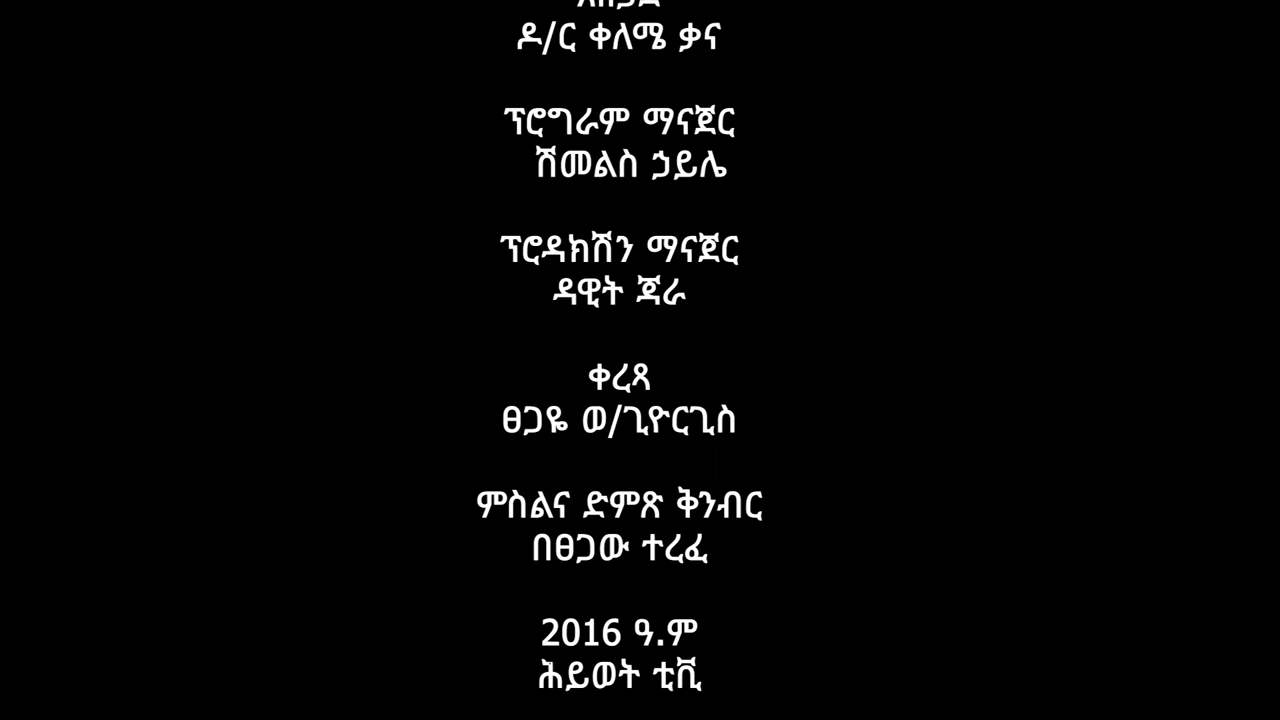 ዶ/ር ቀለሜ ቃና
ፕሮግራም ማናጀር
ሽመልስ ኃይሌ
ፕሮዳክሽን ማናጀር
ዳዊት ጃራ
ቀረጻ
ፀጋዬ ወ/ጊዮርጊስ
ምስልና ድምጽ ቅንብር
በፀጋው ተረፈ
2016 ዓ.ም
ሕይወት ቲቪ